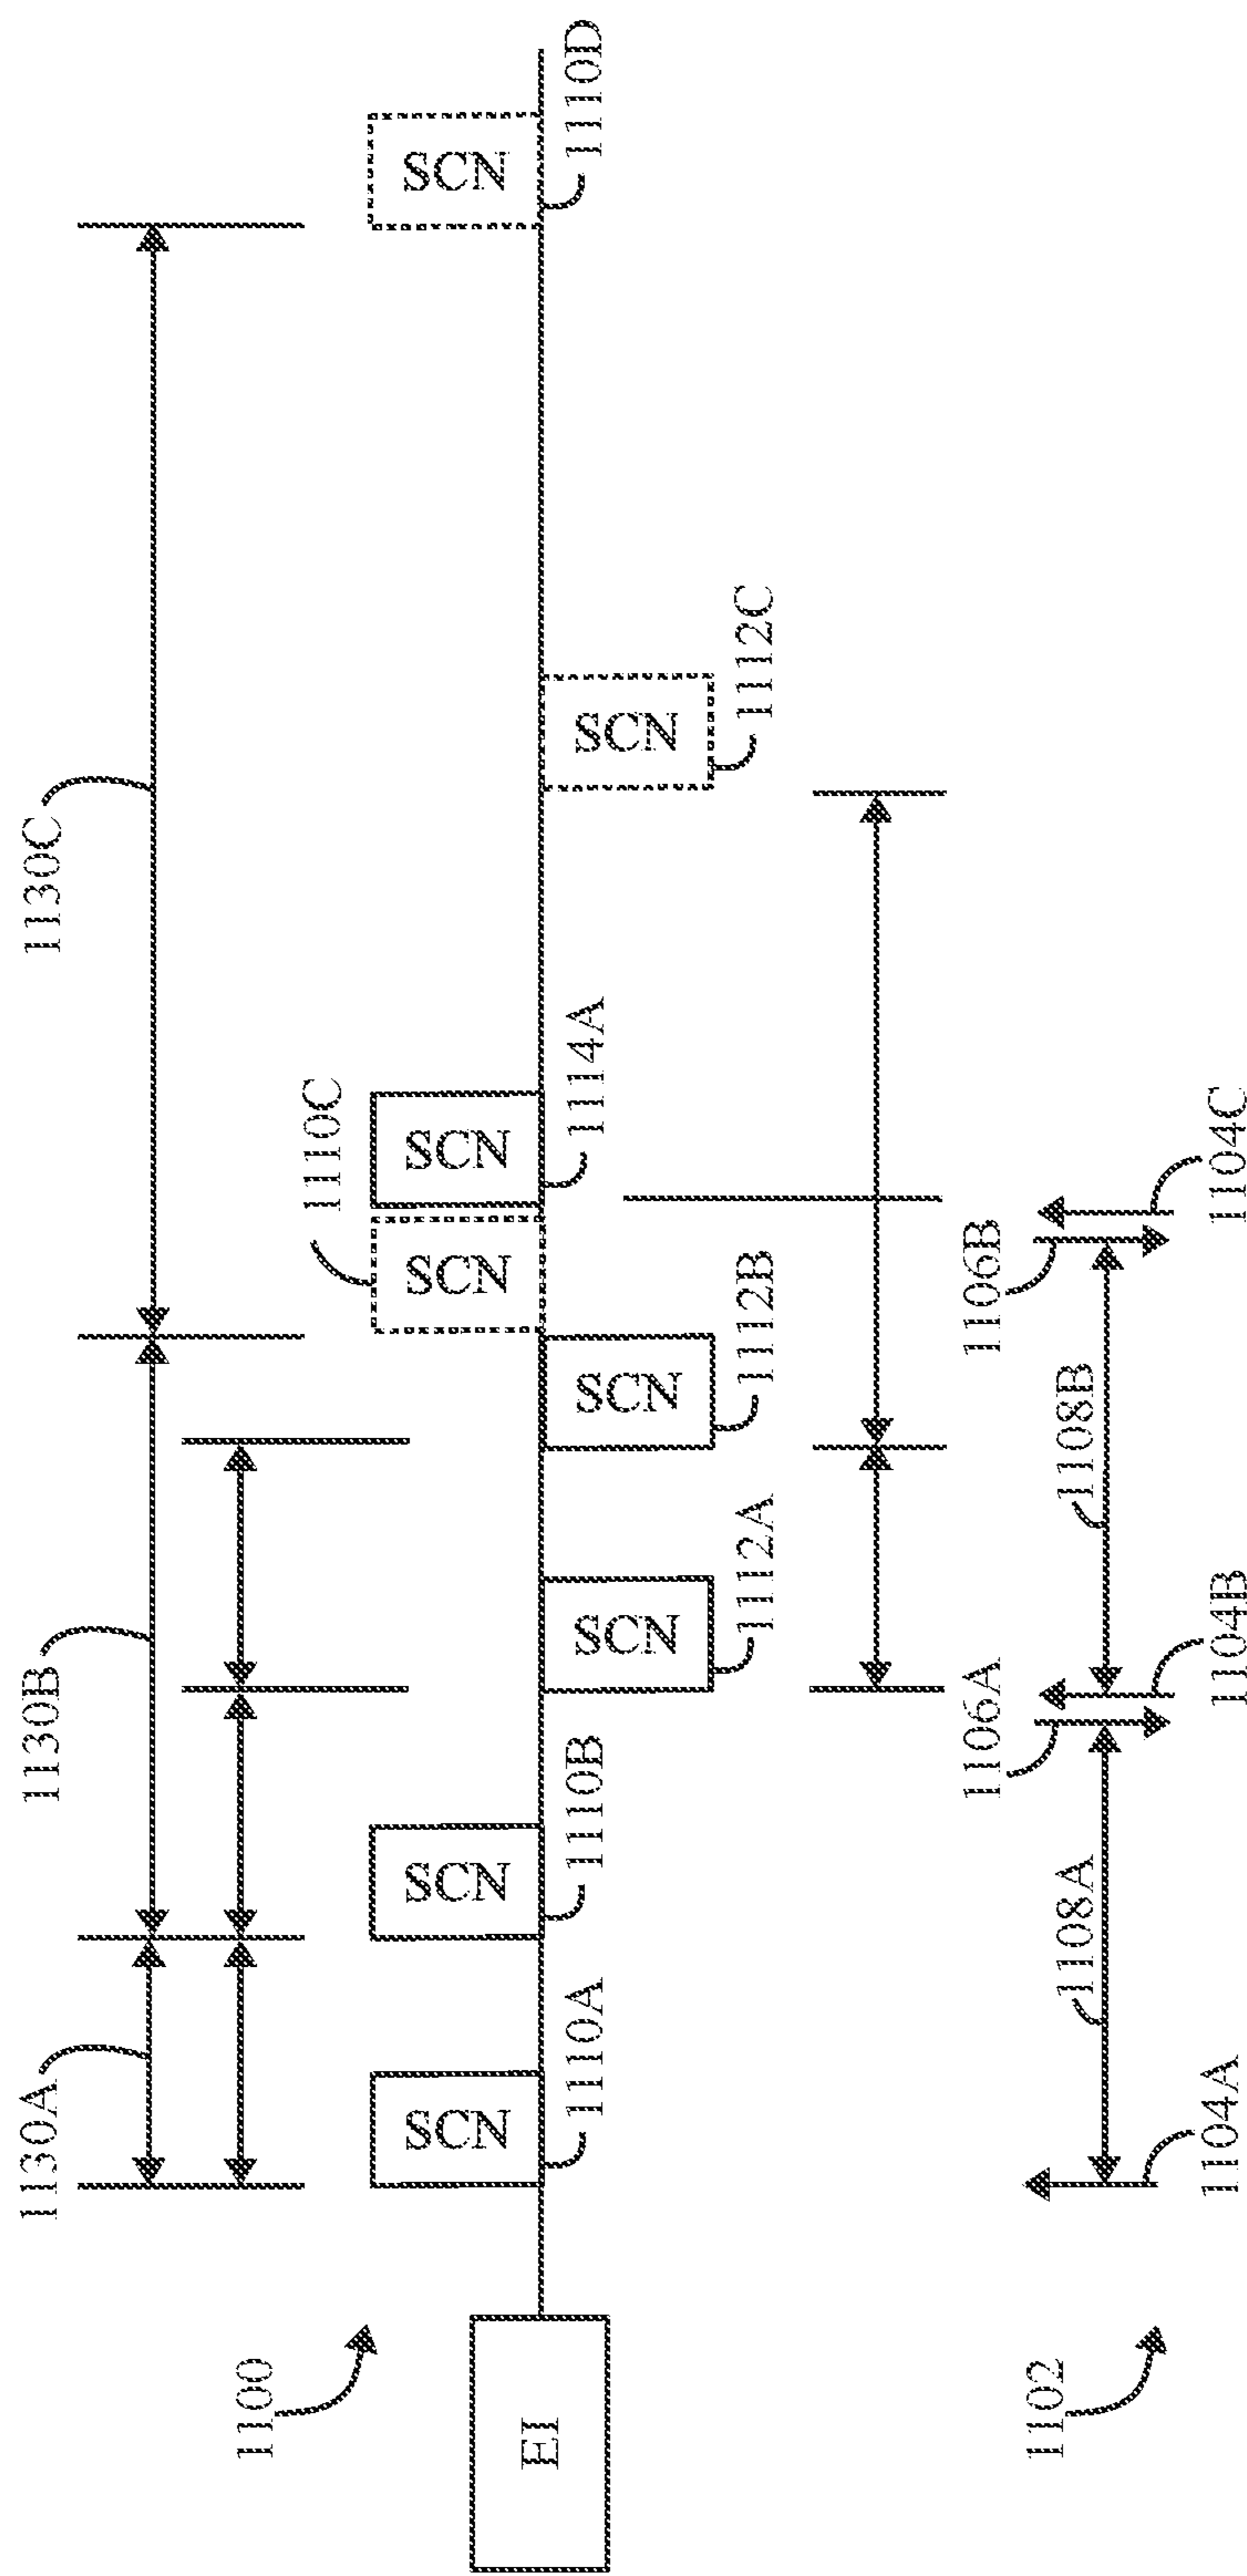 1130A
1130B
1130C
1100
1110C
EI
SCN
SCN
SCN
SCN
SCN
1110A
1110B
1114A
1110D
SCN
SCN
SCN
1112A
1112B
1112C
1106A
1106B
1102
1108A
1108B
1104A
1104B
1104C